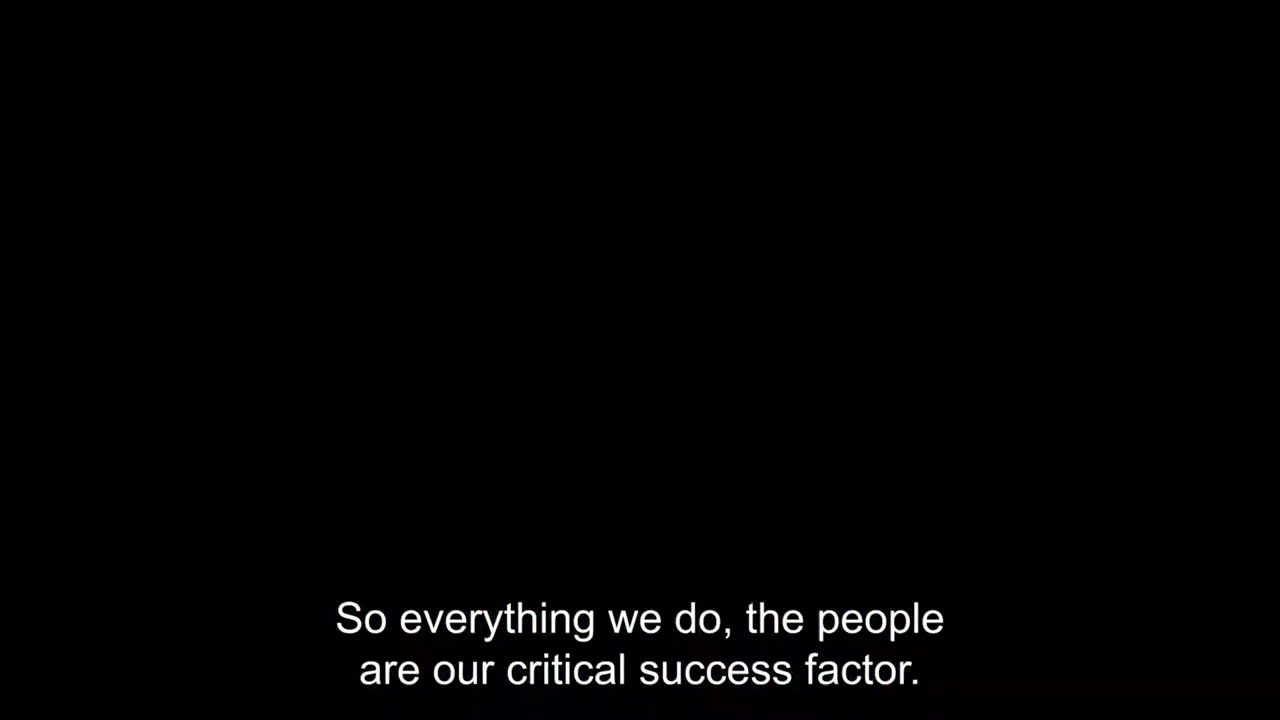 So everything we do, the people
are our critical success factor.